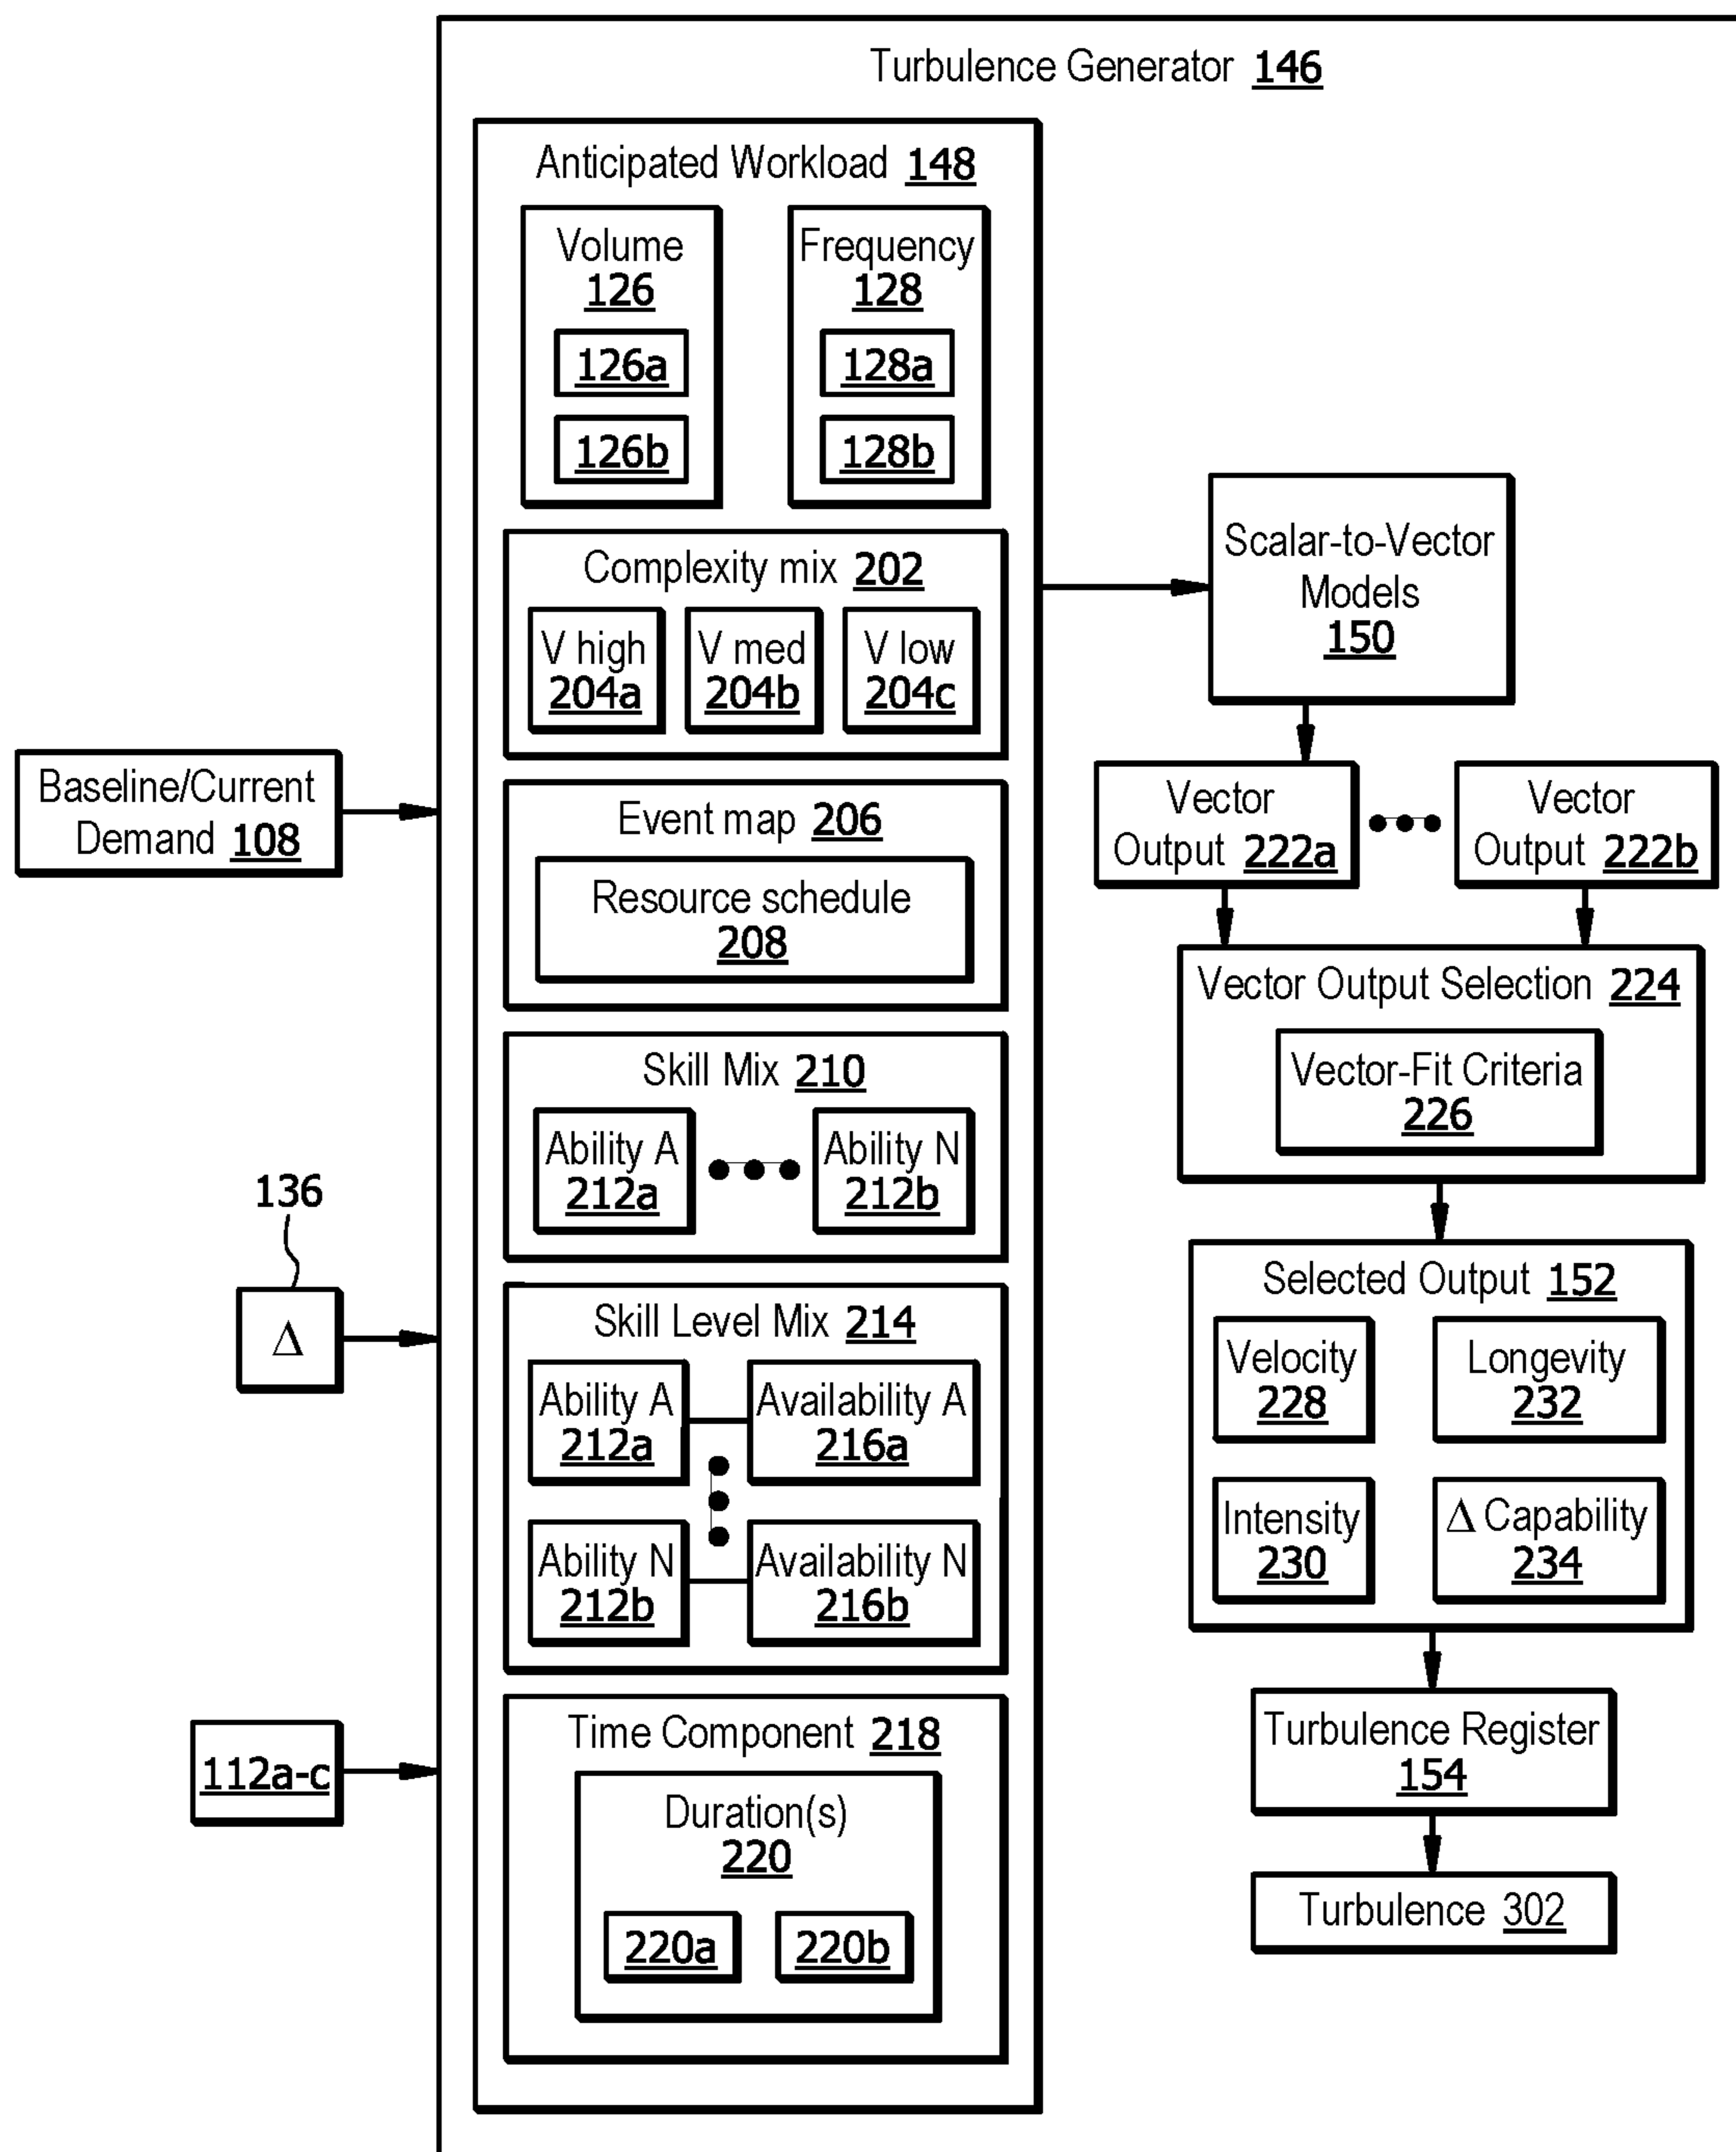 Turbulence Generator 146
Anticipated Workload 148
Volume
126
126a
126b
Frequency
128
128a
128b
Complexity mix 202
V high
204a
V med
204b
V low
204c
Event map 206
Resource schedule
208
Skill Mix 210
Ability A
212a
Ability N
212b
Skill Level Mix 214
Ability A
212a
Availability A
216a
Ability N
212b
Availability N
216b
Time Component 218
Duration(s)
220
220a
220b
Baseline/Current
Demand 108
136
Δ
112a-c
Scalar-to-Vector
Models
150
Vector
Output 222a
Vector
Output 222b
Vector Output Selection 224
Vector-Fit Criteria
226
Selected Output 152
Velocity
228
Longevity
232
Intensity
230
Δ Capability
234
Turbulence Register
154
Turbulence 302